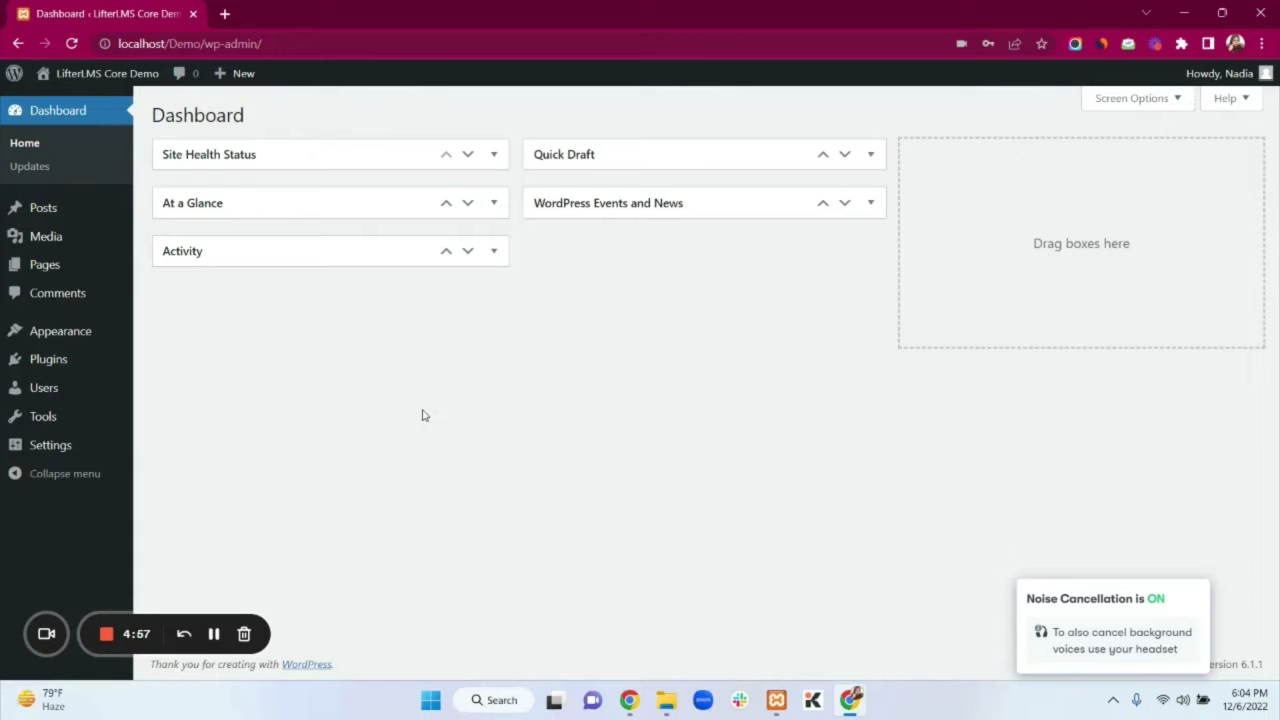 Dashboard ‹ LifterLMS Core Dem
localhost/Demo/wp-admin/
LifterLMS Core Demo 0 New
Howdy, Nadia
Screen Options Help
Dashboard
Home
Updates
Posts
Media
Pages
Comments
Appearance
Plugins
Users
Tools
Settings
Collapse menu
Dashboard
Site Health Status
At a Glance
Activity
Quick Draft
WordPress Events and News
Drag boxes here
Noise Cancellation is ON
To also cancel background
voices use your headset
4:57
Thank you for creating with WordPress.
ersion 6.1.1
79°F
Haze
Search
zoom
6:04 PM
12/6/2022